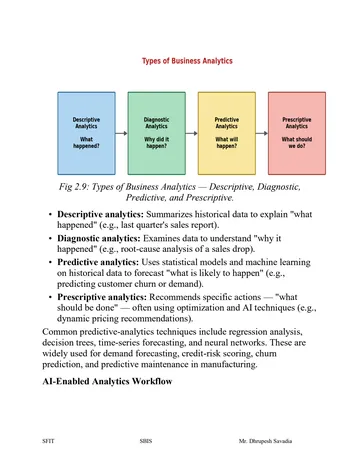 Types of Business Analytics
Descriptive
Analytics
What
happened?
Diagnostic
Analytics
Why did it
happen?
Predictive
Analytics
What will
happen?
Prescriptive
Analytics
What should
we do?
Fig 2.9: Types of Business Analytics — Descriptive, Diagnostic,
Predictive, and Prescriptive.
• Descriptive analytics: Summarizes historical data to explain "what
happened" (e.g., last quarter's sales report).
• Diagnostic analytics: Examines data to understand "why it
happened" (e.g., root-cause analysis of a sales drop).
• Predictive analytics: Uses statistical models and machine learning
on historical data to forecast "what is likely to happen" (e.g.,
predicting customer churn or demand).
• Prescriptive analytics: Recommends specific actions — "what
should be done" — often using optimization and AI techniques (e.g.,
dynamic pricing recommendations).
Common predictive-analytics techniques include regression analysis,
decision trees, time-series forecasting, and neural networks. These are
widely used for demand forecasting, credit-risk scoring, churn
prediction, and predictive maintenance in manufacturing.
AI-Enabled Analytics Workflow
SFIT SBIS Mr. Dhrupesh Savadia